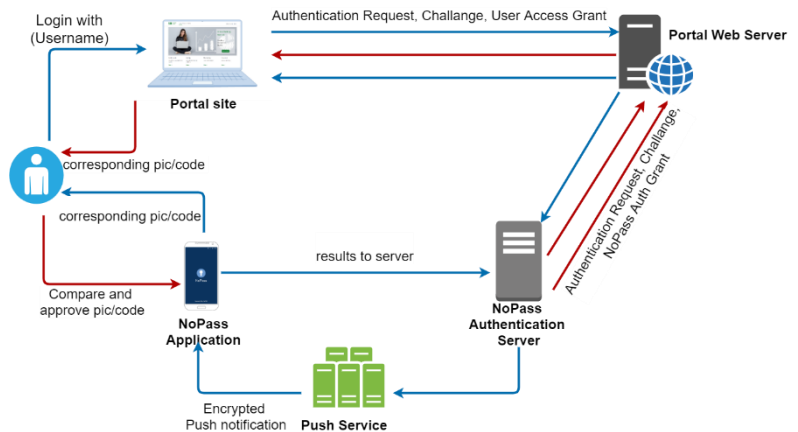 Login with
(Username)
Authentication Request, Challange, User Access Grant
Portal Web Server
Portal site
corresponding pic/code
corresponding pic/code
Authentication Request, Challange,
NoPass Auth Grant
results to server
Compare and
approve pic/code
NoPass
Application
NoPass
Authentication
Server
Encrypted
Push notification
Push Service